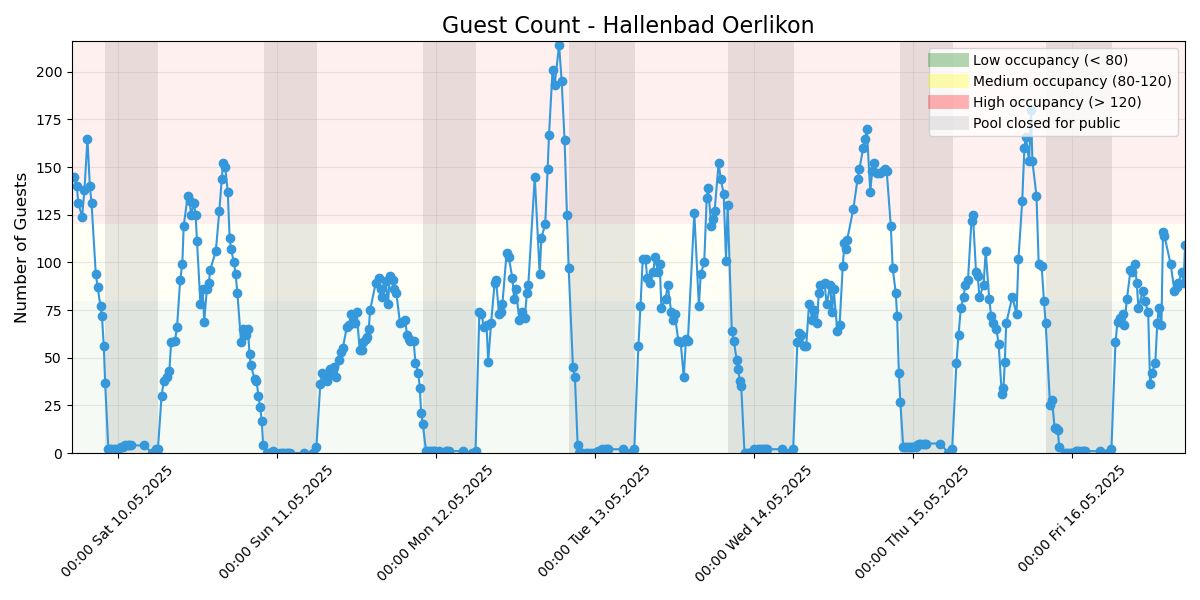 Guest Count - Hallenbad Oerlikon
Number of Guests
200
175
150
125
100
75
50
25
0
Low occupancy (< 80)
Medium occupancy (80-120)
High occupancy (> 120)
Pool closed for public
00:00 Sat 10.05.2025
00:00 Sun 11.05.2025
00:00 Mon 12.05.2025
00:00 Tue 13.05.2025
00:00 Wed 14.05.2025
00:00 Thu 15.05.2025
00:00 Fri 16.05.2025